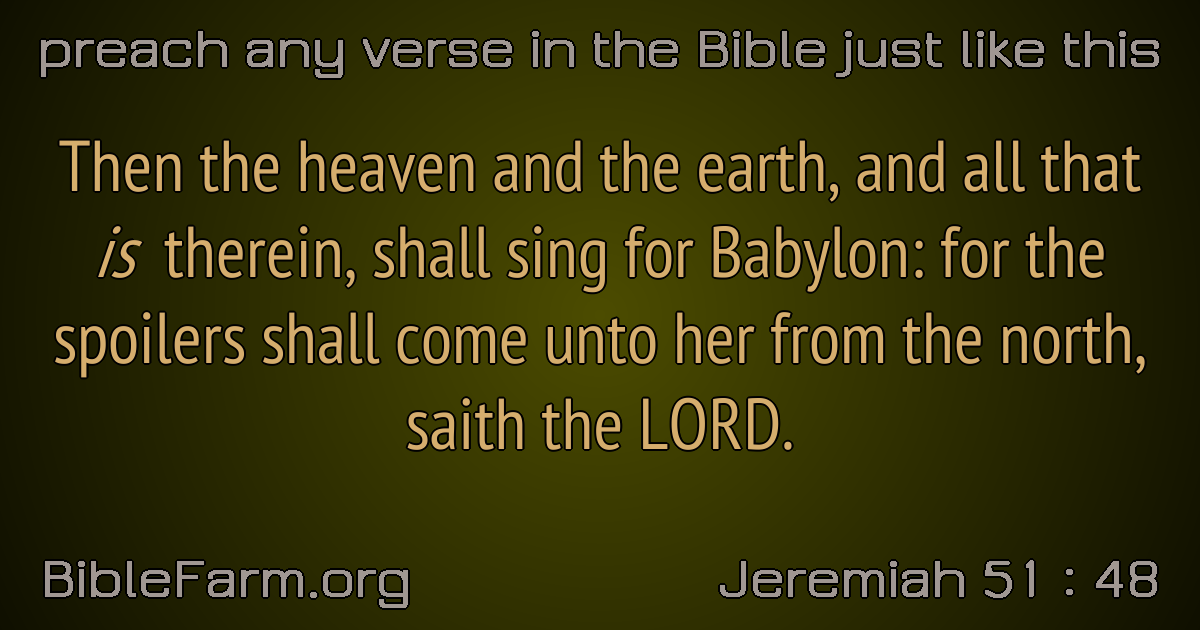 preach any verse in the Bible just like this
Then the heaven and the earth, and all that
is therein, shall sing for Babylon: for the
spoilers shall come unto her from the north,
saith the LORD.
BibleFarm.org
Jeremiah 51 : 48